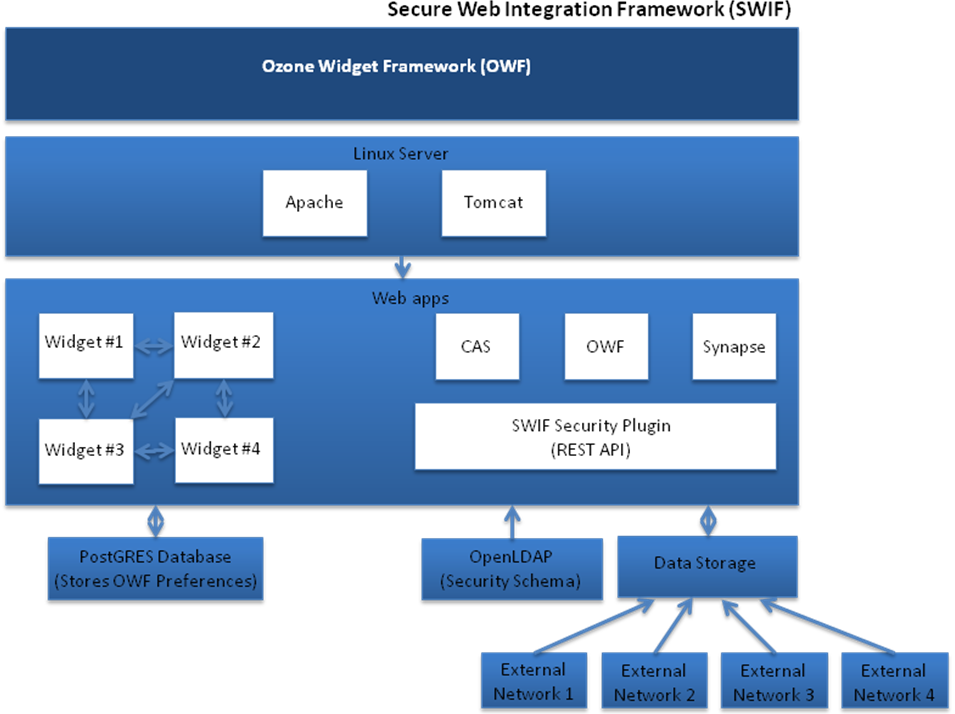 Secure Web Integration Framework (SWIF)
Ozone Widget Framework (OWF)
Linux Server
Apache
Tomcat
Web apps
Widget #1
Widget #2
CAS
OWF
Synapse
SWIF Security Plugin
(REST API)
Widget #3
Widget #4
PostGRES Database
(Stores OWF Preferences)
OpenLDAP
(Security Schema)
Data Storage
External
Network 1
External
Network 2
External
Network 3
External
Network 4